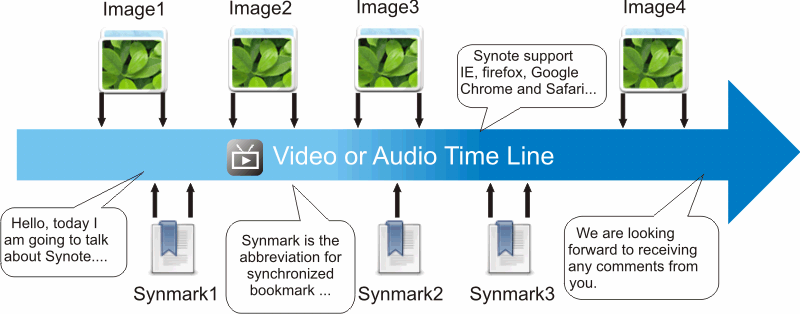 Image1
Image2
Image3
Image4
Synote support
IE, firefox, Google
Chrome and Safari...
Video or Audio Time Line
Hello, today I
am going to talk
about Synote....
Synmark is the
abbreviation for
synchronized
bookmark ...
We are looking
forward to receiving
any comments from
you.
Synmark1
Synmark2
Synmark3